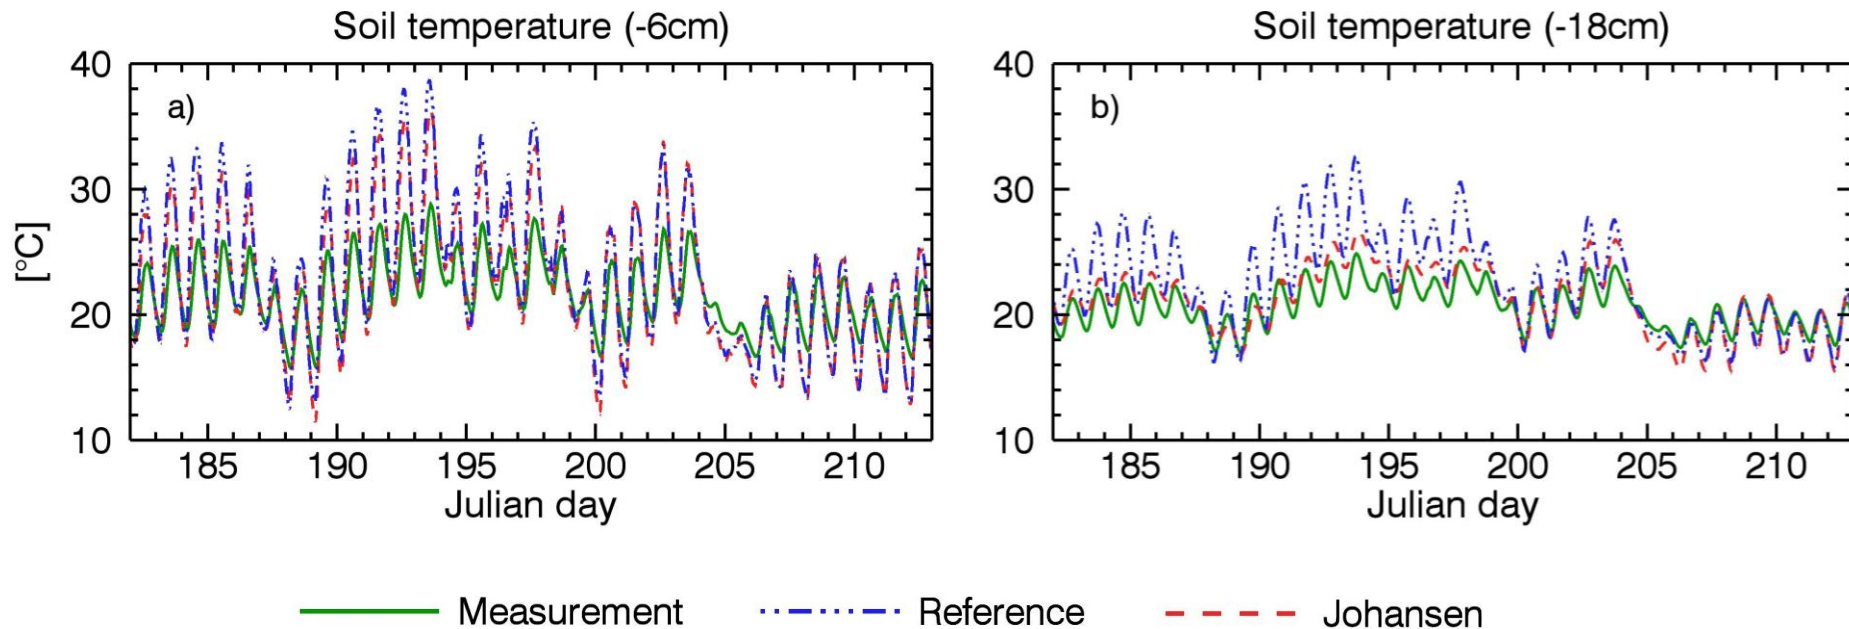 Soil temperature (-6cm)
Soil temperature (-18cm)
a)
b)
[°C]
40
30
20
10
185 190 195 200 205 210
Julian day
40
30
20
10
185 190 195 200 205 210
Julian day
Measurement
Reference
Johansen